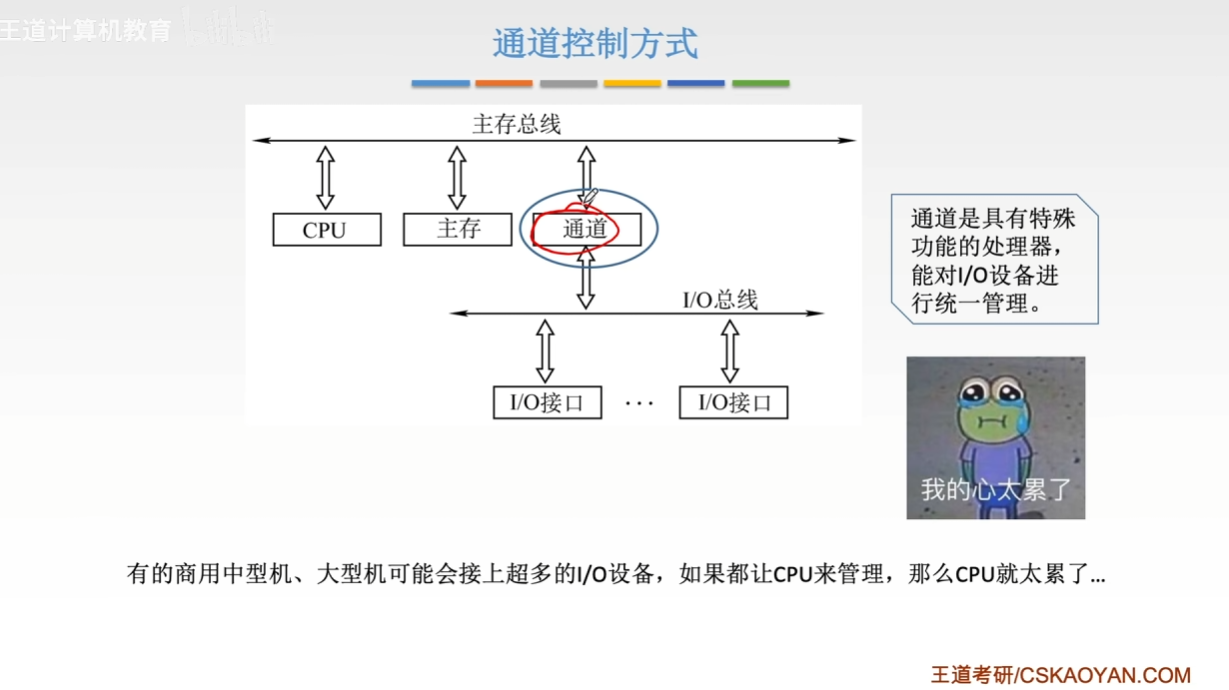 王道计算机教育
通道控制方式
主存总线
CPU
主存
通道
I/O总线
I/O接口
···
I/O接口
通道是具有特殊
功能的处理器，
能对I/O设备进
行统一管理。
我的心太累了
有的商用中型机、大型机可能会接上超多的I/O设备，如果都让CPU来管理，那么CPU就太累了...
王道考研/CSKAOYAN.COM